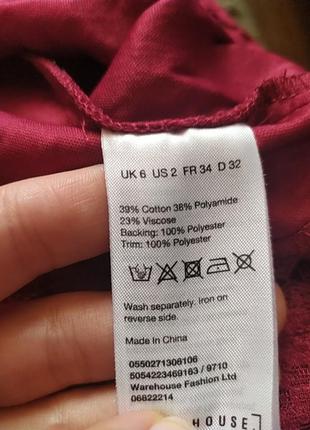 UK 6 US 2 FR 34 D 32
39% Cotton 38% Polyamide
23% Viscose
Backing: 100% Polyester
Trim: 100% Polyester
Wash separately. iron on
reverse side.
Made In China
0550271306106
5054223469163 / 9710
Warehouse Fashion Ltd
06822214
HOUSE